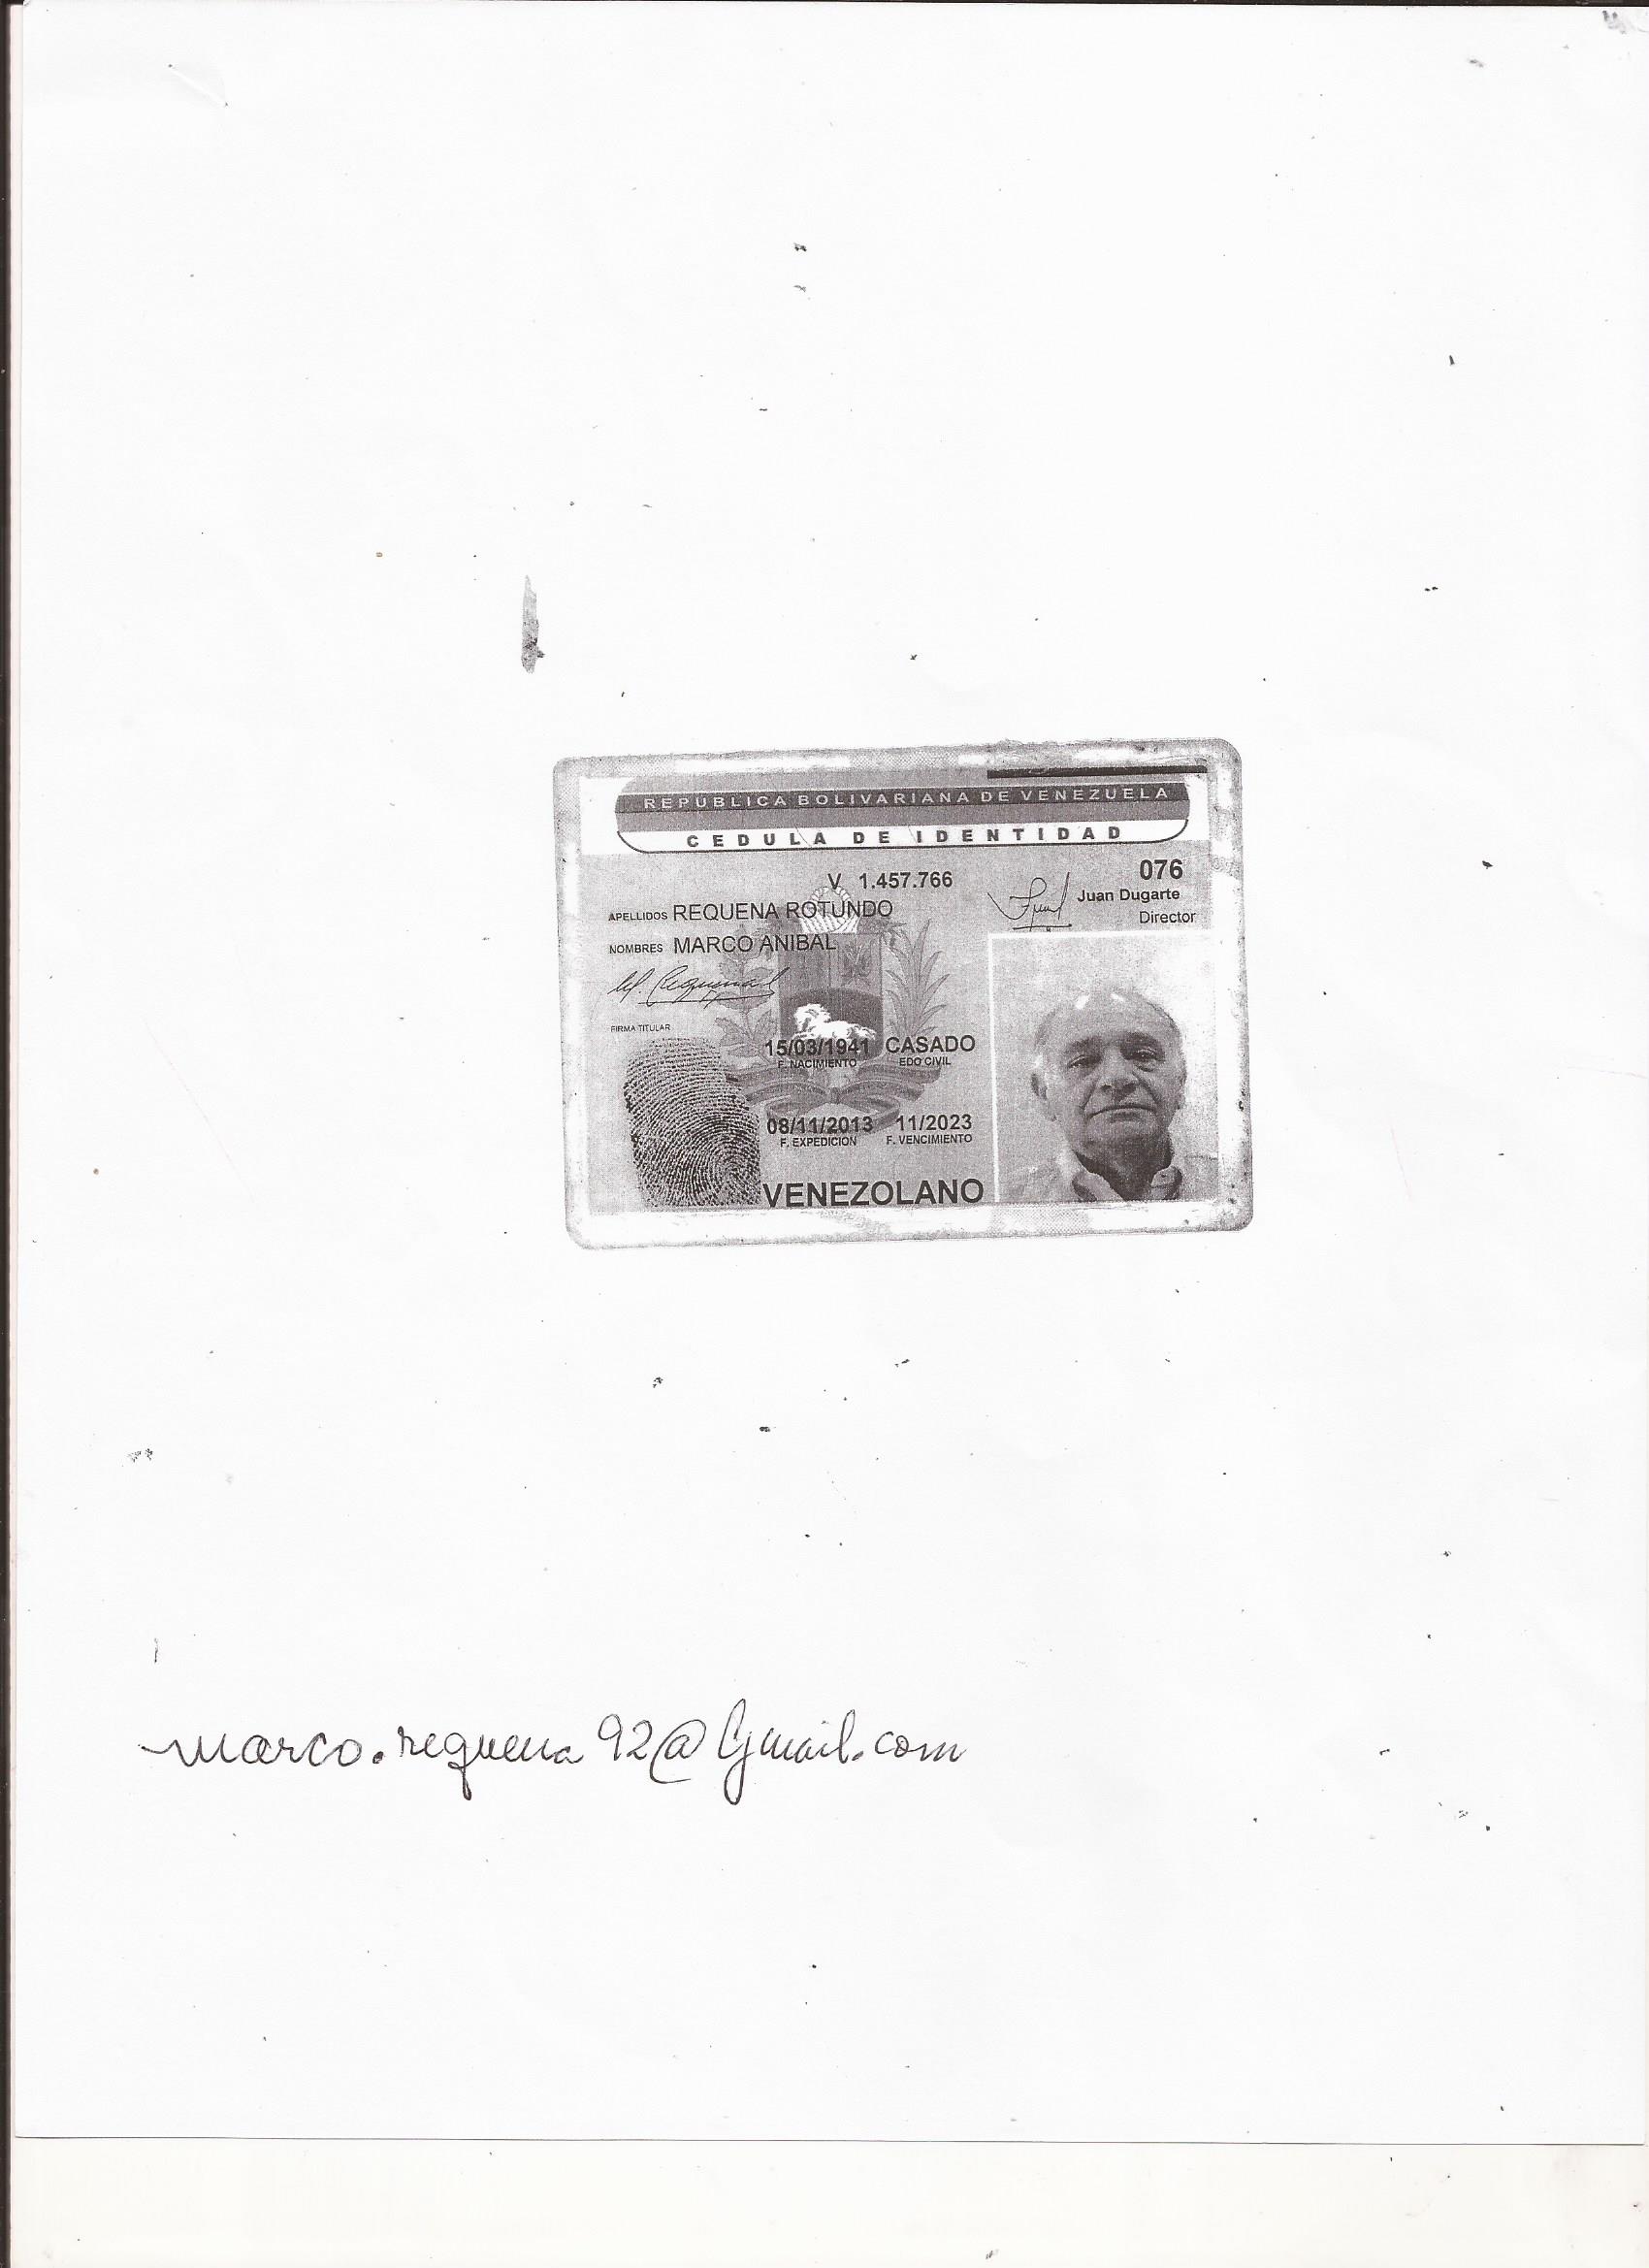 REPÚBLICA BOLIVARIANA DE VENEZUELA
CEDULA DE IDENTIDAD
V 1.457.766
076
Juan Dugarte
Director
APELLIDOS REQUENA ROTUNDO
NOMBRES MARCO ANIBAL
M. Requena
FIRMA TITULAR
15/03/1941 CASADO
F. NACIMIENTO EDO CIVIL
08/11/2013 11/2023
F. EXPEDICION F. VENCIMIENTO
VENEZOLANO
marco.requena92@Gmail.com